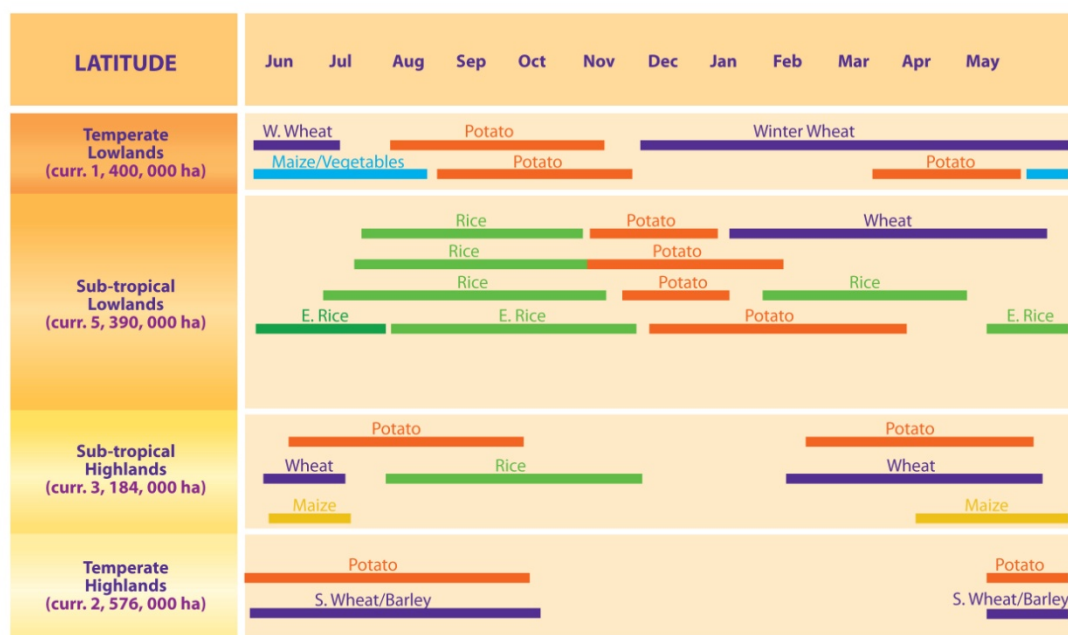 LATITUDE
Jun Jul Aug Sep Oct Nov Dec Jan Feb Mar Apr May
Temperate
Lowlands
(curr. 1, 400, 000 ha)
W. Wheat Potato Winter Wheat
Maize/Vegetables Potato Potato
Sub-tropical
Lowlands
(curr. 5, 390, 000 ha)
Rice Potato Wheat
Rice Potato
Rice Potato Rice
E. Rice E. Rice Potato E. Rice
Sub-tropical
Highlands
(curr. 3, 184, 000 ha)
Potato Potato
Wheat Rice Wheat
Maize Maize
Temperate
Highlands
(curr. 2, 576, 000 ha)
Potato Potato
S. Wheat/Barley S. Wheat/Barley